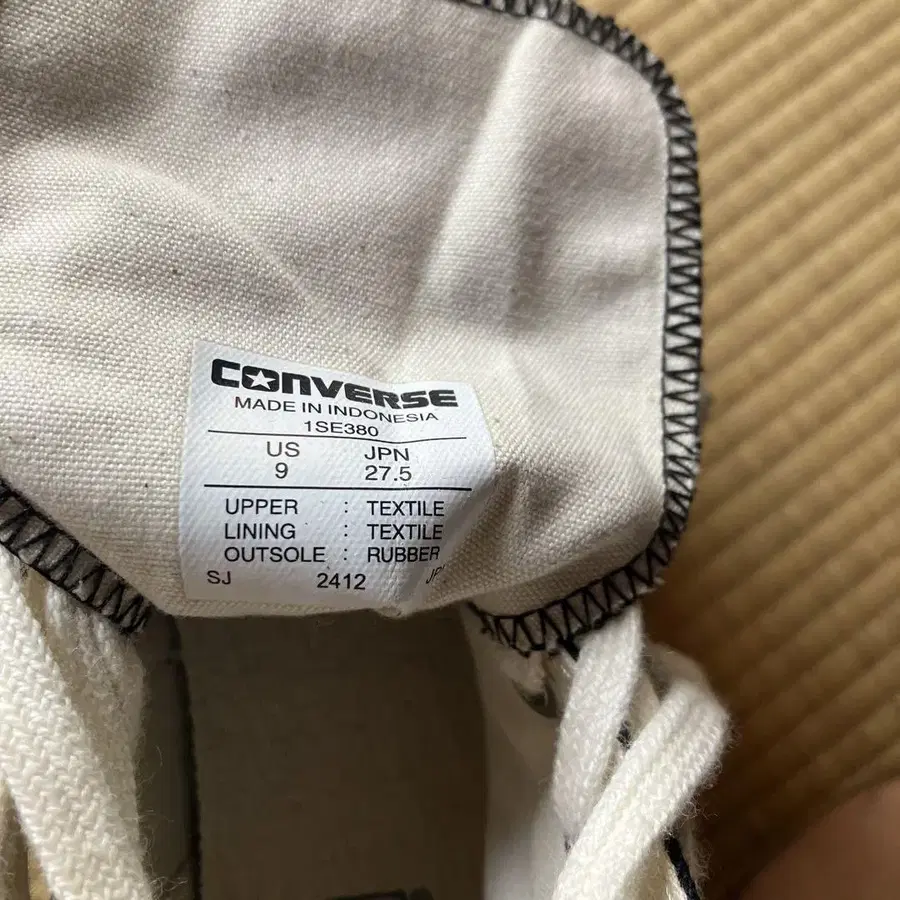 CONVERSE
MADE IN INDONESIA
1SE380
US JPN
9 27.5
UPPER : TEXTILE
LINING : TEXTILE
OUTSOLE : RUBBER
SJ 2412